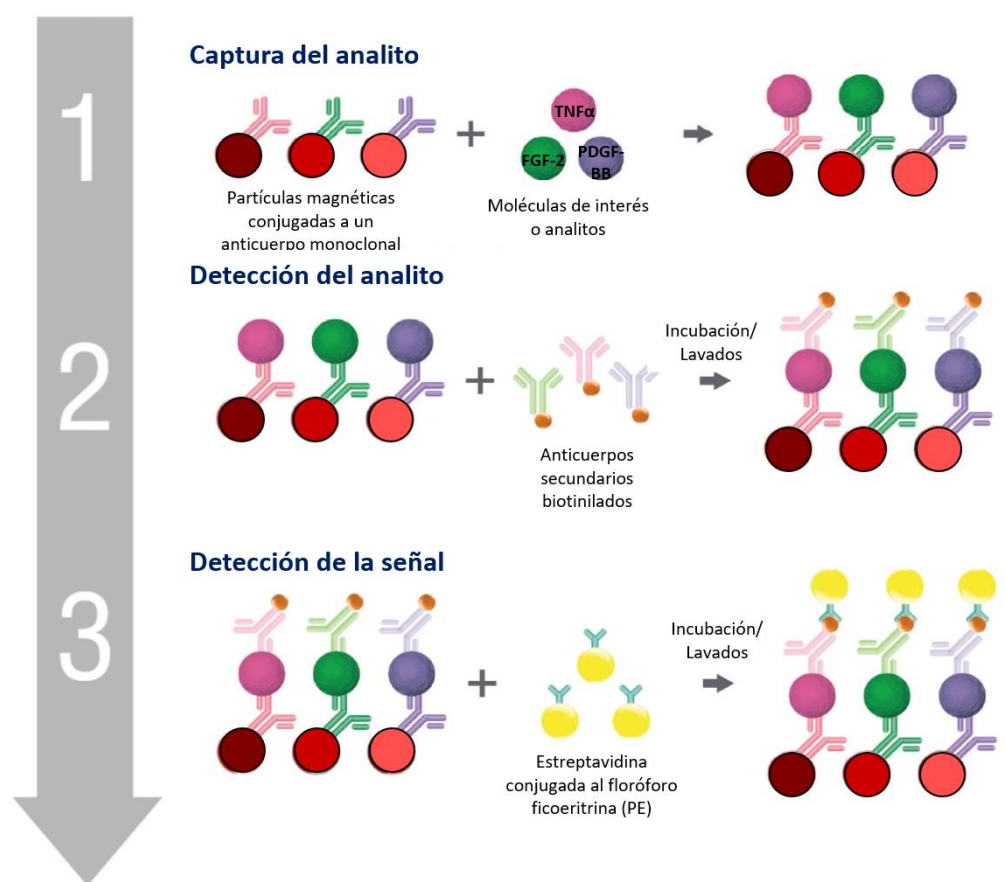 1
Captura del analito
TNFα
FGF-2
PDGF-
BB
Partículas magnéticas
conjugadas a un
anticuerpo monoclonal
Moléculas de interés
o analitos
2
Detección del analito
Incubación/
Lavados
Anticuerpos
secundarios
biotinilados
3
Detección de la señal
Incubación/
Lavados
Estreptavidina
conjugada al floróforo
ficoeritrina (PE)